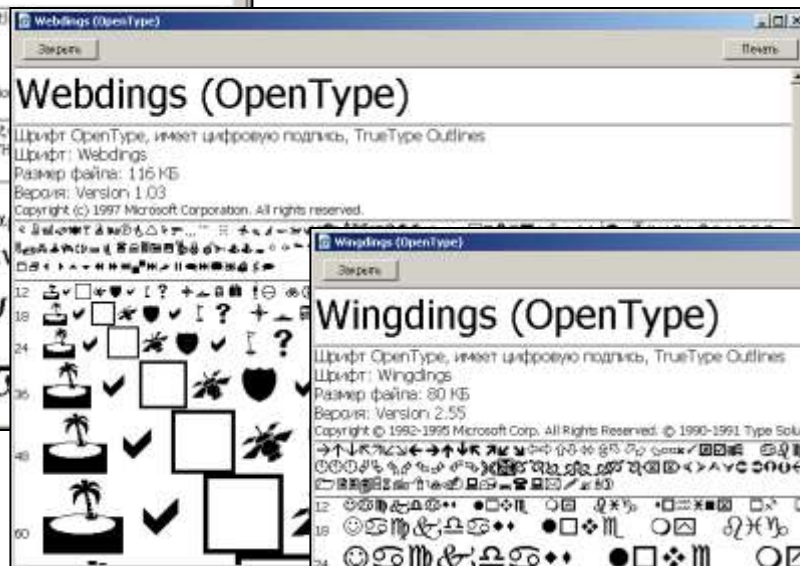 Webdings (OpenType)
Закрыть
Печать
Webdings (OpenType)
Шрифт OpenType, имеет цифровую подпись, TrueType Outlines
Шрифт: Webdings
Размер файла: 116 КБ
Версия: Version 1.03
Copyright (c) 1997 Microsoft Corporation. All rights reserved.
12
18
24
36
48
60
Wingdings (OpenType)
Закрыть
Wingdings (OpenType)
Шрифт OpenType, имеет цифровую подпись, TrueType Outlines
Шрифт: Wingdings
Размер файла: 80 КБ
Версия: Version 2.55
Copyright © 1992-1995 Microsoft Corp. All Rights Reserved. © 1990-1991 Type
12
18
24